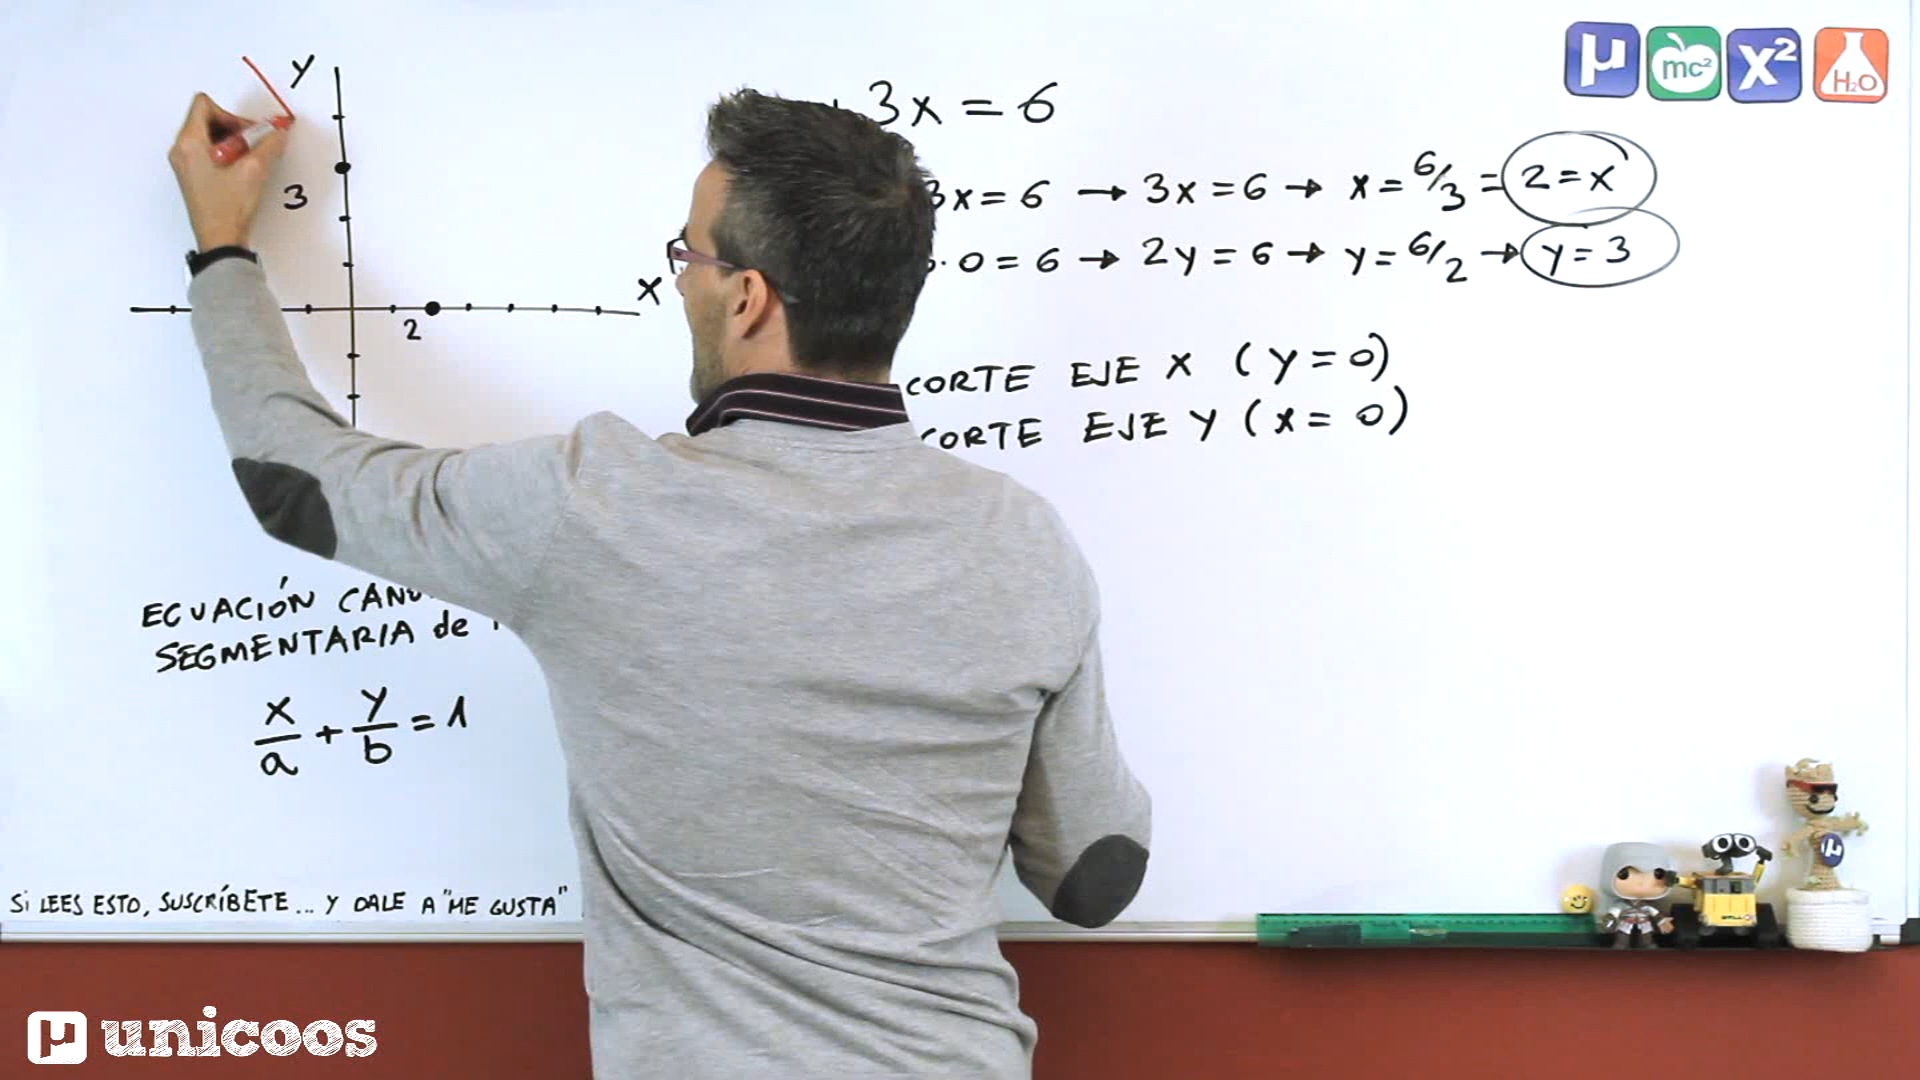 y
3
x
2
+ 3x = 6
3x = 6 → 3x = 6 → x = 6/3 = 2 = x
· 0 = 6 → 2y = 6 → y = 6/2 → y = 3
CORTE EJE X (y = 0)
CORTE EJE Y (x = 0)
ECUACIÓN
SEGMENTARIA de
x/a + y/b = 1
Si LEES ESTO, SUSCRÍBETE... Y DALE A "ME GUSTA"
μ mc² x² H₂O
μ
WALL·E
μ unicoos